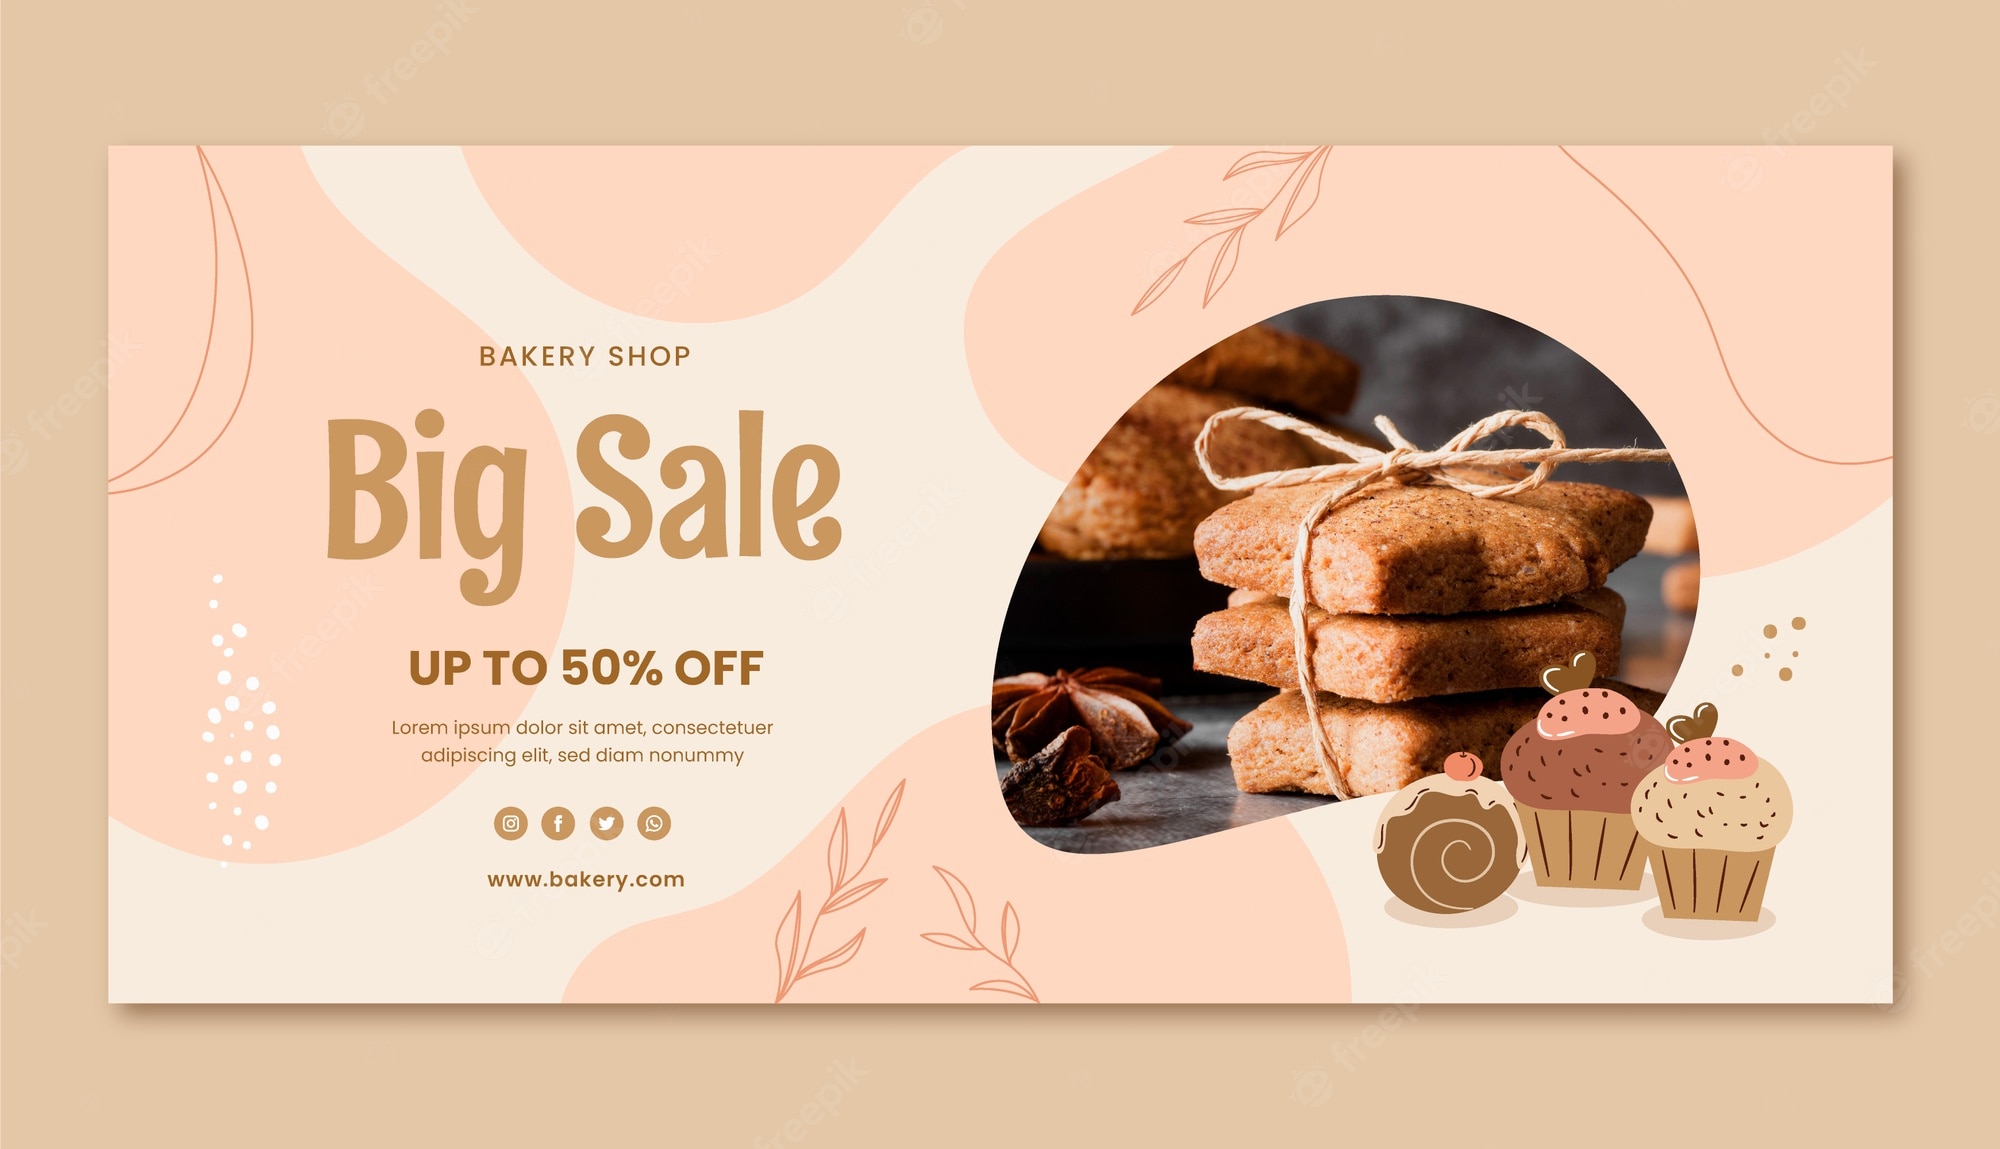 BAKERY SHOP
Big Sale
UP TO 50% OFF
Lorem ipsum dolor sit amet, consectetuer
adipiscing elit, sed diam nonummy
www.bakery.com
freepik